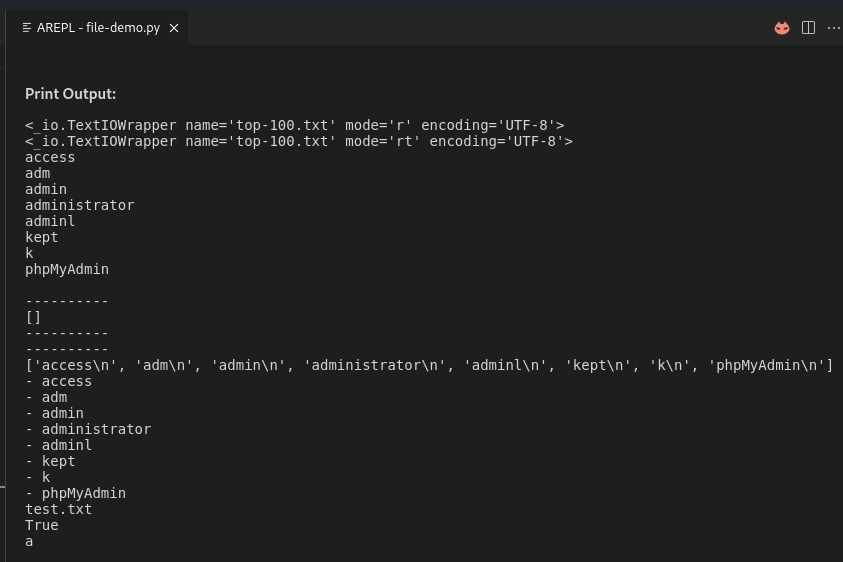 AREPL - file-demo.py
Print Output:
<_io.TextIOWrapper name='top-100.txt' mode='r' encoding='UTF-8'>
<_io.TextIOWrapper name='top-100.txt' mode='rt' encoding='UTF-8'>
access
adm
admin
administrator
adminl
kept
k
phpMyAdmin
----------
[]
----------
----------
['access\n', 'adm\n', 'admin\n', 'administrator\n', 'adminl\n', 'kept\n', 'k\n', 'phpMyAdmin\n']
- access
- adm
- admin
- administrator
- adminl
- kept
- k
- phpMyAdmin
test.txt
True
a